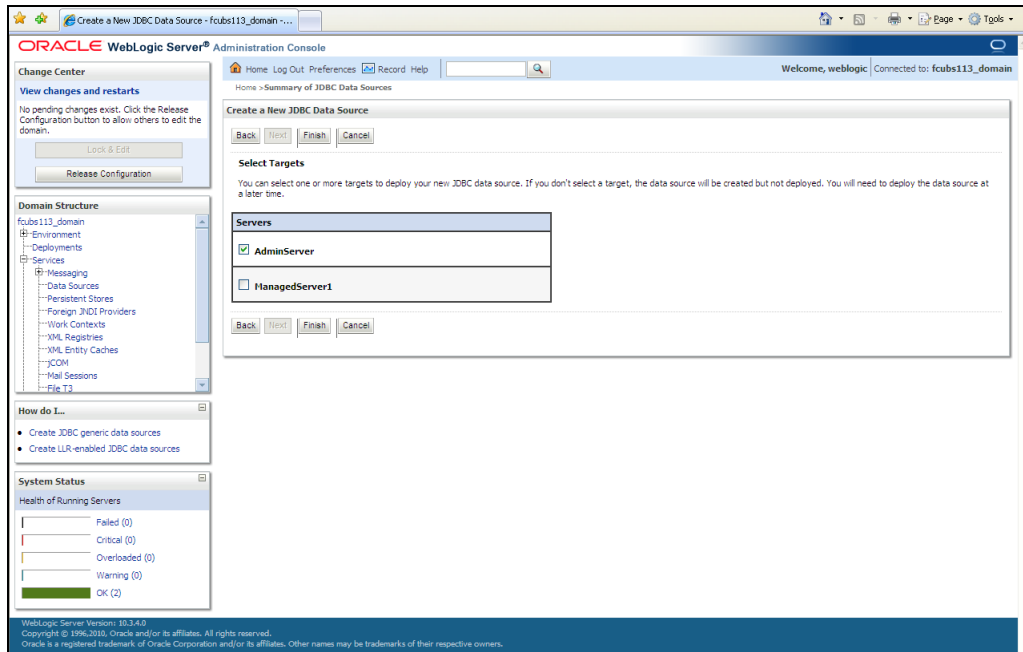 Create a New JDBC Data Source - fcubs113_domain -...
Page
Tools
ORACLE WebLogic Server® Administration Console
Change Center
View changes and restarts
No pending changes exist. Click the Release
Configuration button to allow others to edit the
domain.
Lock & Edit
Release Configuration
Domain Structure
fcubs113_domain
Environment
Deployments
Services
Messaging
Data Sources
Persistent Stores
Foreign JNDI Providers
Work Contexts
XML Registries
XML Entity Caches
jCOM
Mail Sessions
File T3
How do I...
Create JDBC generic data sources
Create LLR-enabled JDBC data sources
System Status
Health of Running Servers
Failed (0)
Critical (0)
Overloaded (0)
Warning (0)
OK (2)
Home Log Out Preferences Record Help
Welcome, weblogic Connected to: fcubs113_domain
Home >Summary of JDBC Data Sources
Create a New JDBC Data Source
Back Next Finish Cancel
Select Targets
You can select one or more targets to deploy your new JDBC data source. If you don't select a target, the data source will be created but not deployed. You will need to deploy the data source at
a later time.
Servers
AdminServer
ManagedServer1
Back Next Finish Cancel
WebLogic Server Version: 10.3.4.0
Copyright © 1996,2010, Oracle and/or its affiliates. All rights reserved.
Oracle is a registered trademark of Oracle Corporation and/or its affiliates. Other names may be trademarks of their respective owners.